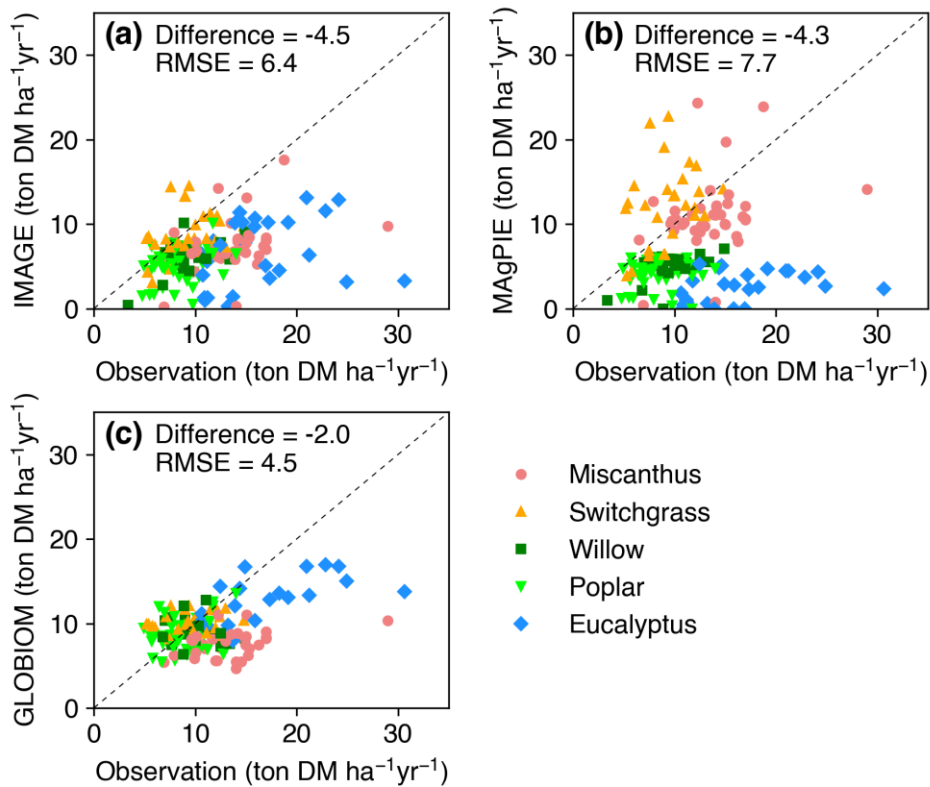 (a) Difference = -4.5
RMSE = 6.4
IMAGE (ton DM ha⁻¹yr⁻¹)
30
20
10
0
0 10 20 30
Observation (ton DM ha⁻¹yr⁻¹)
(b) Difference = -4.3
RMSE = 7.7
MAgPIE (ton DM ha⁻¹yr⁻¹)
30
20
10
0
0 10 20 30
Observation (ton DM ha⁻¹yr⁻¹)
(c) Difference = -2.0
RMSE = 4.5
GLOBIOM (ton DM ha⁻¹yr⁻¹)
30
20
10
0
0 10 20 30
Observation (ton DM ha⁻¹yr⁻¹)
Miscanthus
Switchgrass
Willow
Poplar
Eucalyptus